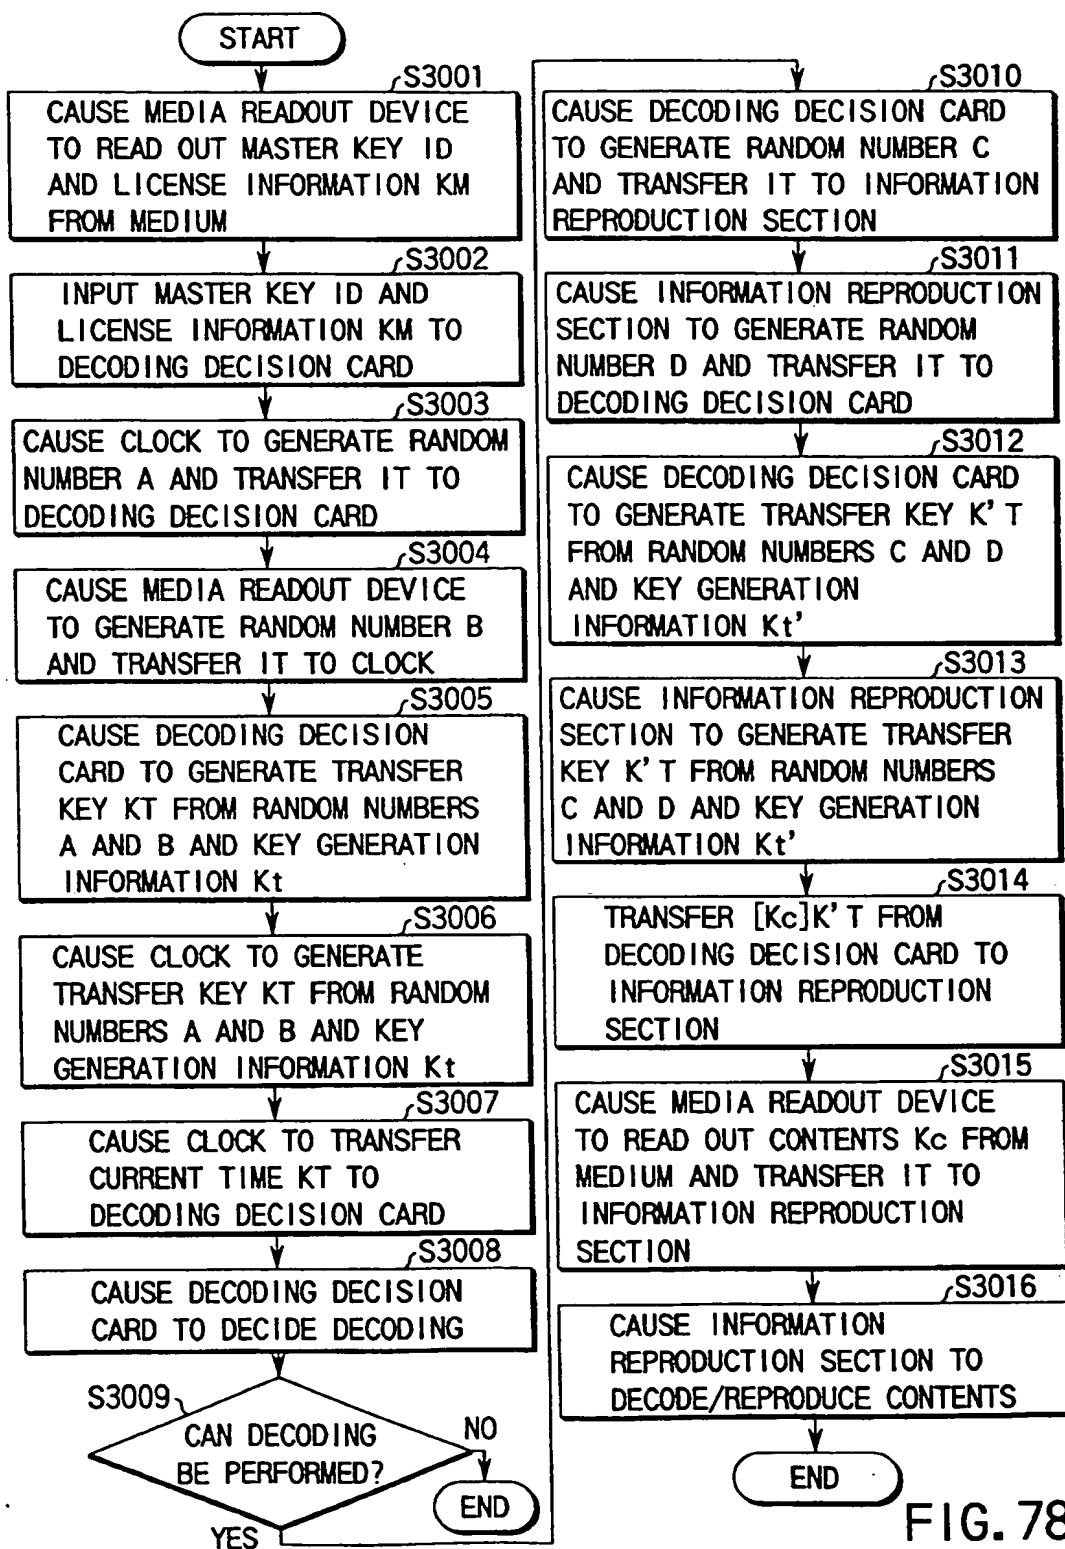 START
S3001
CAUSE MEDIA READOUT DEVICE
TO READ OUT MASTER KEY ID
AND LICENSE INFORMATION KM
FROM MEDIUM
S3002
INPUT MASTER KEY ID AND
LICENSE INFORMATION KM TO
DECODING DECISION CARD
S3003
CAUSE CLOCK TO GENERATE RANDOM
NUMBER A AND TRANSFER IT TO
DECODING DECISION CARD
S3004
CAUSE MEDIA READOUT DEVICE
TO GENERATE RANDOM NUMBER B
AND TRANSFER IT TO CLOCK
S3005
CAUSE DECODING DECISION
CARD TO GENERATE TRANSFER
KEY KT FROM RANDOM NUMBERS
A AND B AND KEY GENERATION
INFORMATION Kt
S3006
CAUSE CLOCK TO GENERATE
TRANSFER KEY KT FROM RANDOM
NUMBERS A AND B AND KEY
GENERATION INFORMATION Kt
S3007
CAUSE CLOCK TO TRANSFER
CURRENT TIME KT TO
DECODING DECISION CARD
S3008
CAUSE DECODING DECISION
CARD TO DECIDE DECODING
S3009
CAN DECODING
BE PERFORMED?
NO
END
YES
S3010
CAUSE DECODING DECISION CARD
TO GENERATE RANDOM NUMBER C
AND TRANSFER IT TO INFORMATION
REPRODUCTION SECTION
S3011
CAUSE INFORMATION REPRODUCTION
SECTION TO GENERATE RANDOM
NUMBER D AND TRANSFER IT TO
DECODING DECISION CARD
S3012
CAUSE DECODING DECISION CARD
TO GENERATE TRANSFER KEY K'T
FROM RANDOM NUMBERS C AND D
AND KEY GENERATION
INFORMATION Kt'
S3013
CAUSE INFORMATION REPRODUCTION
SECTION TO GENERATE TRANSFER
KEY K'T FROM RANDOM NUMBERS
C AND D AND KEY GENERATION
INFORMATION Kt'
S3014
TRANSFER [Kc]K'T FROM
DECODING DECISION CARD TO
INFORMATION REPRODUCTION
SECTION
S3015
CAUSE MEDIA READOUT DEVICE
TO READ OUT CONTENTS Kc FROM
MEDIUM AND TRANSFER IT TO
INFORMATION REPRODUCTION
SECTION
S3016
CAUSE INFORMATION
REPRODUCTION SECTION TO
DECODE/REPRODUCE CONTENTS
END
FIG. 78